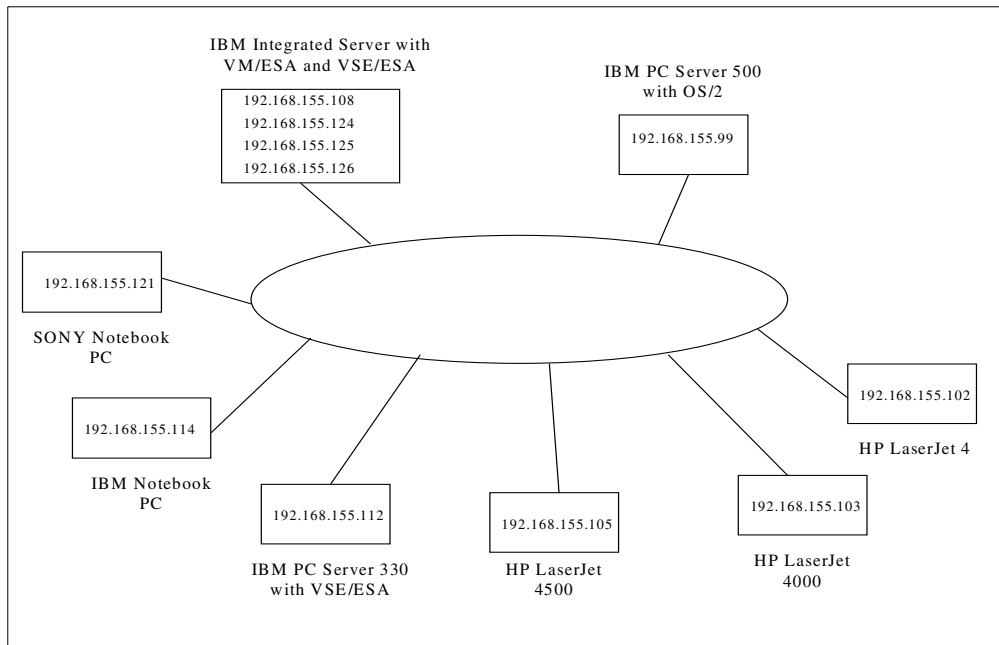 IBM Integrated Server with
VM/ESA and VSE/ESA
192.168.155.108
192.168.155.124
192.168.155.125
192.168.155.126
IBM PC Server 500
with OS/2
192.168.155.99
192.168.155.121
SONY Notebook
PC
192.168.155.114
IBM Notebook
PC
192.168.155.112
IBM PC Server 330
with VSE/ESA
192.168.155.105
HP LaserJet
4500
192.168.155.103
HP LaserJet
4000
192.168.155.102
HP LaserJet 4